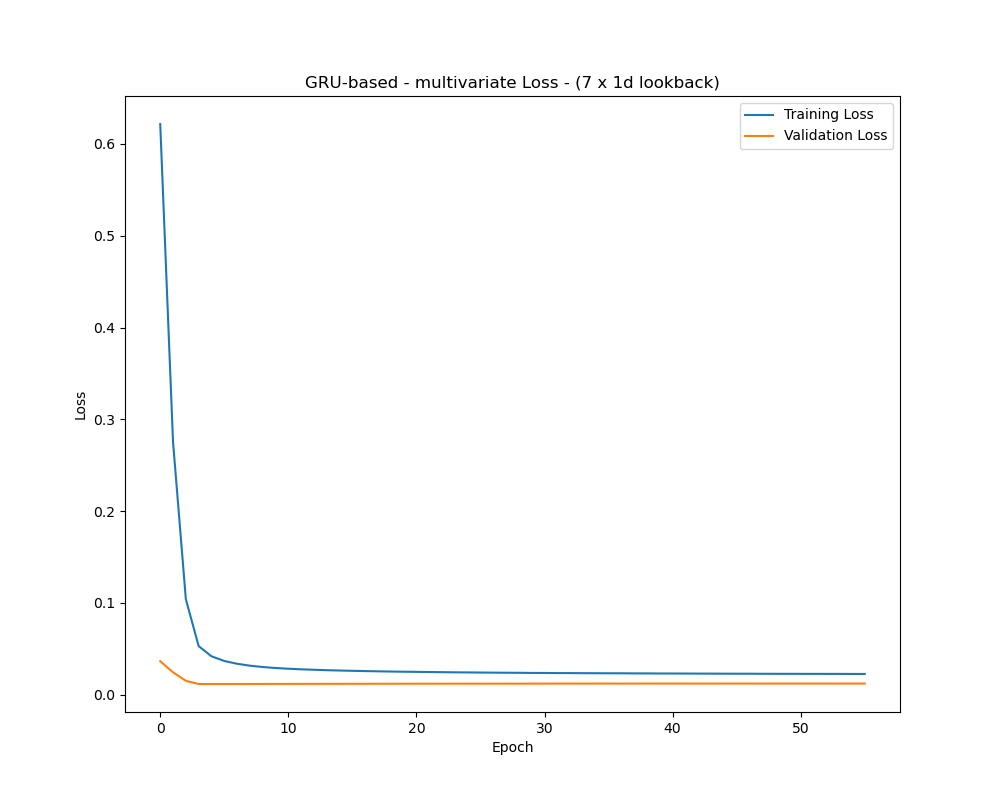 GRU-based - multivariate Loss - (7 x 1d lookback)
Training Loss
Validation Loss
0.6
0.5
0.4
0.3
0.2
0.1
0.0
Loss
0 10 20 30 40 50
Epoch